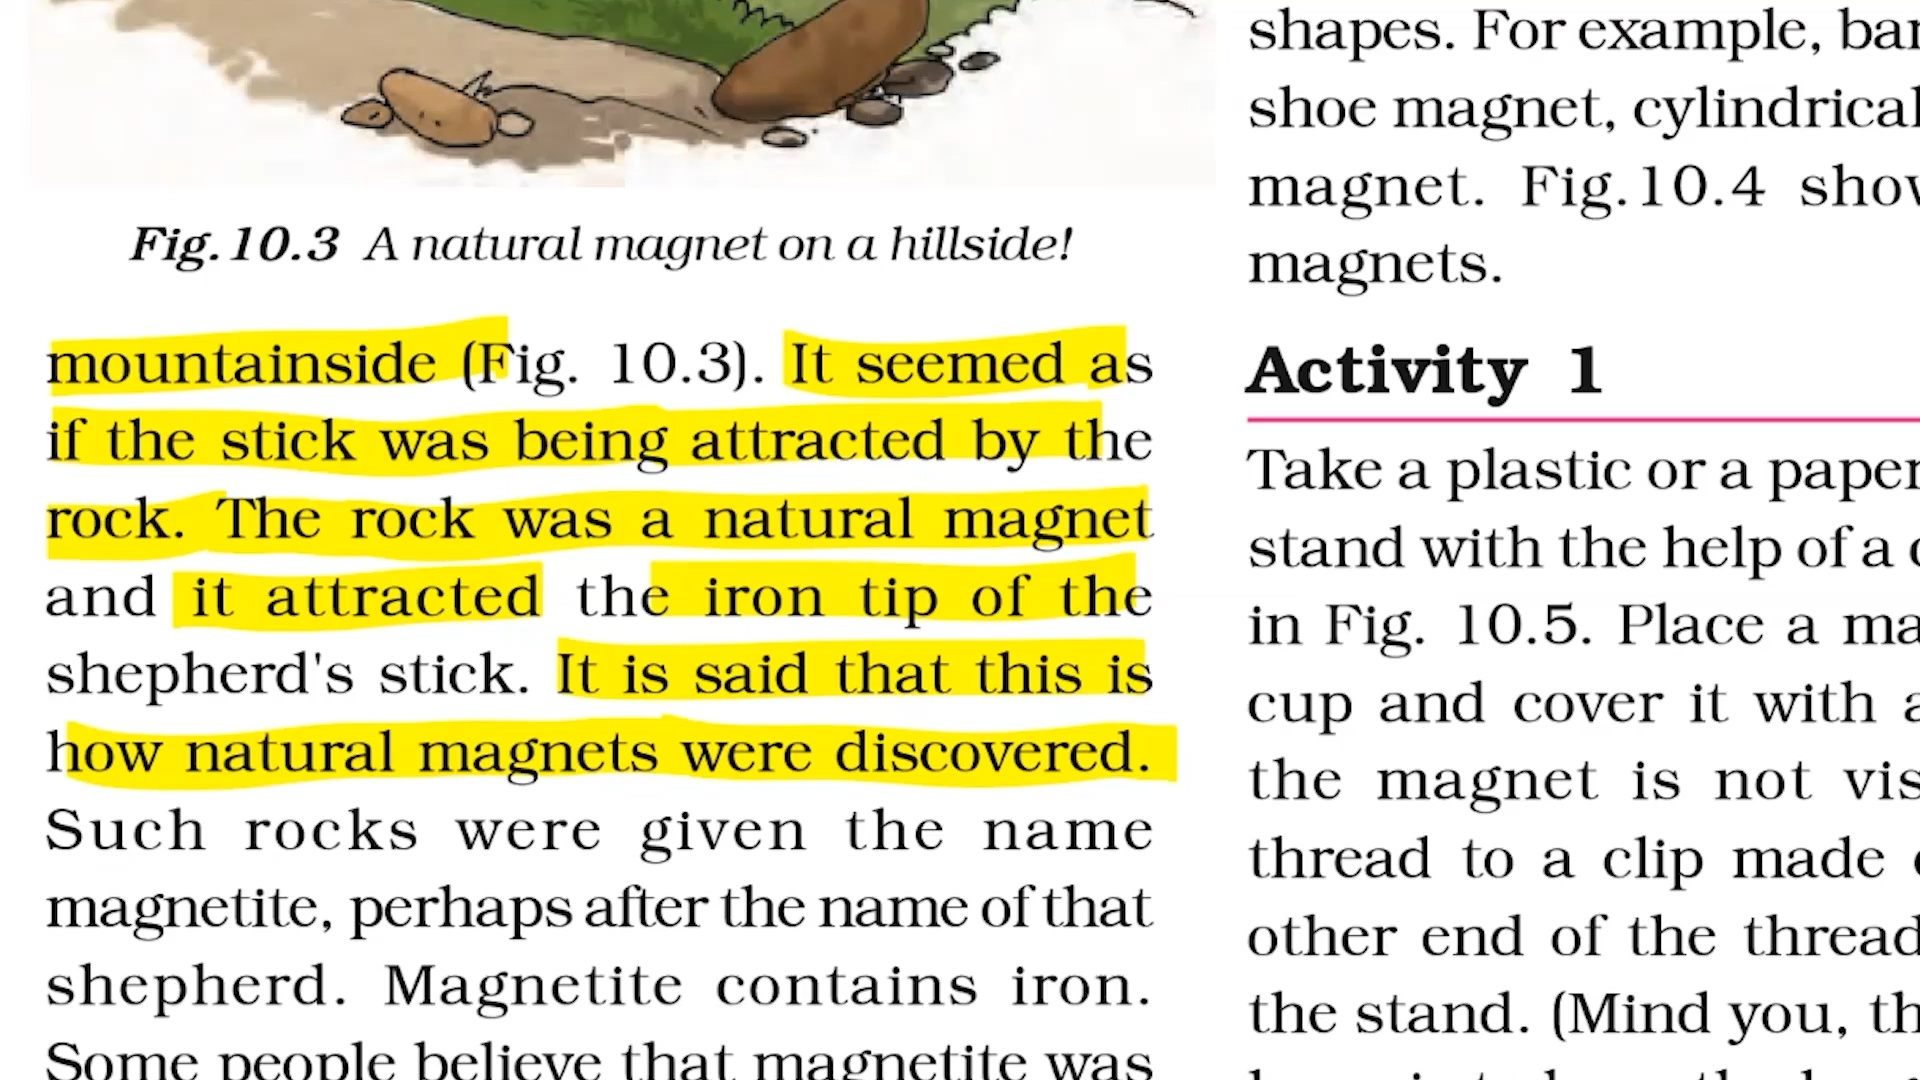 Fig.10.3 A natural magnet on a hillside!
mountainside (Fig. 10.3). It seemed as
if the stick was being attracted by the
rock. The rock was a natural magnet
and it attracted the iron tip of the
shepherd's stick. It is said that this is
how natural magnets were discovered.
Such rocks were given the name
magnetite, perhaps after the name of that
shepherd. Magnetite contains iron.
Some people believe that magnetite was
shapes. For example, bar
shoe magnet, cylindrical
magnet. Fig.10.4 show
magnets.
Activity 1
Take a plastic or a paper
stand with the help of a
in Fig. 10.5. Place a
cup and cover it with a
the magnet is not
thread to a clip made
other end of the thread
the stand. (Mind you,